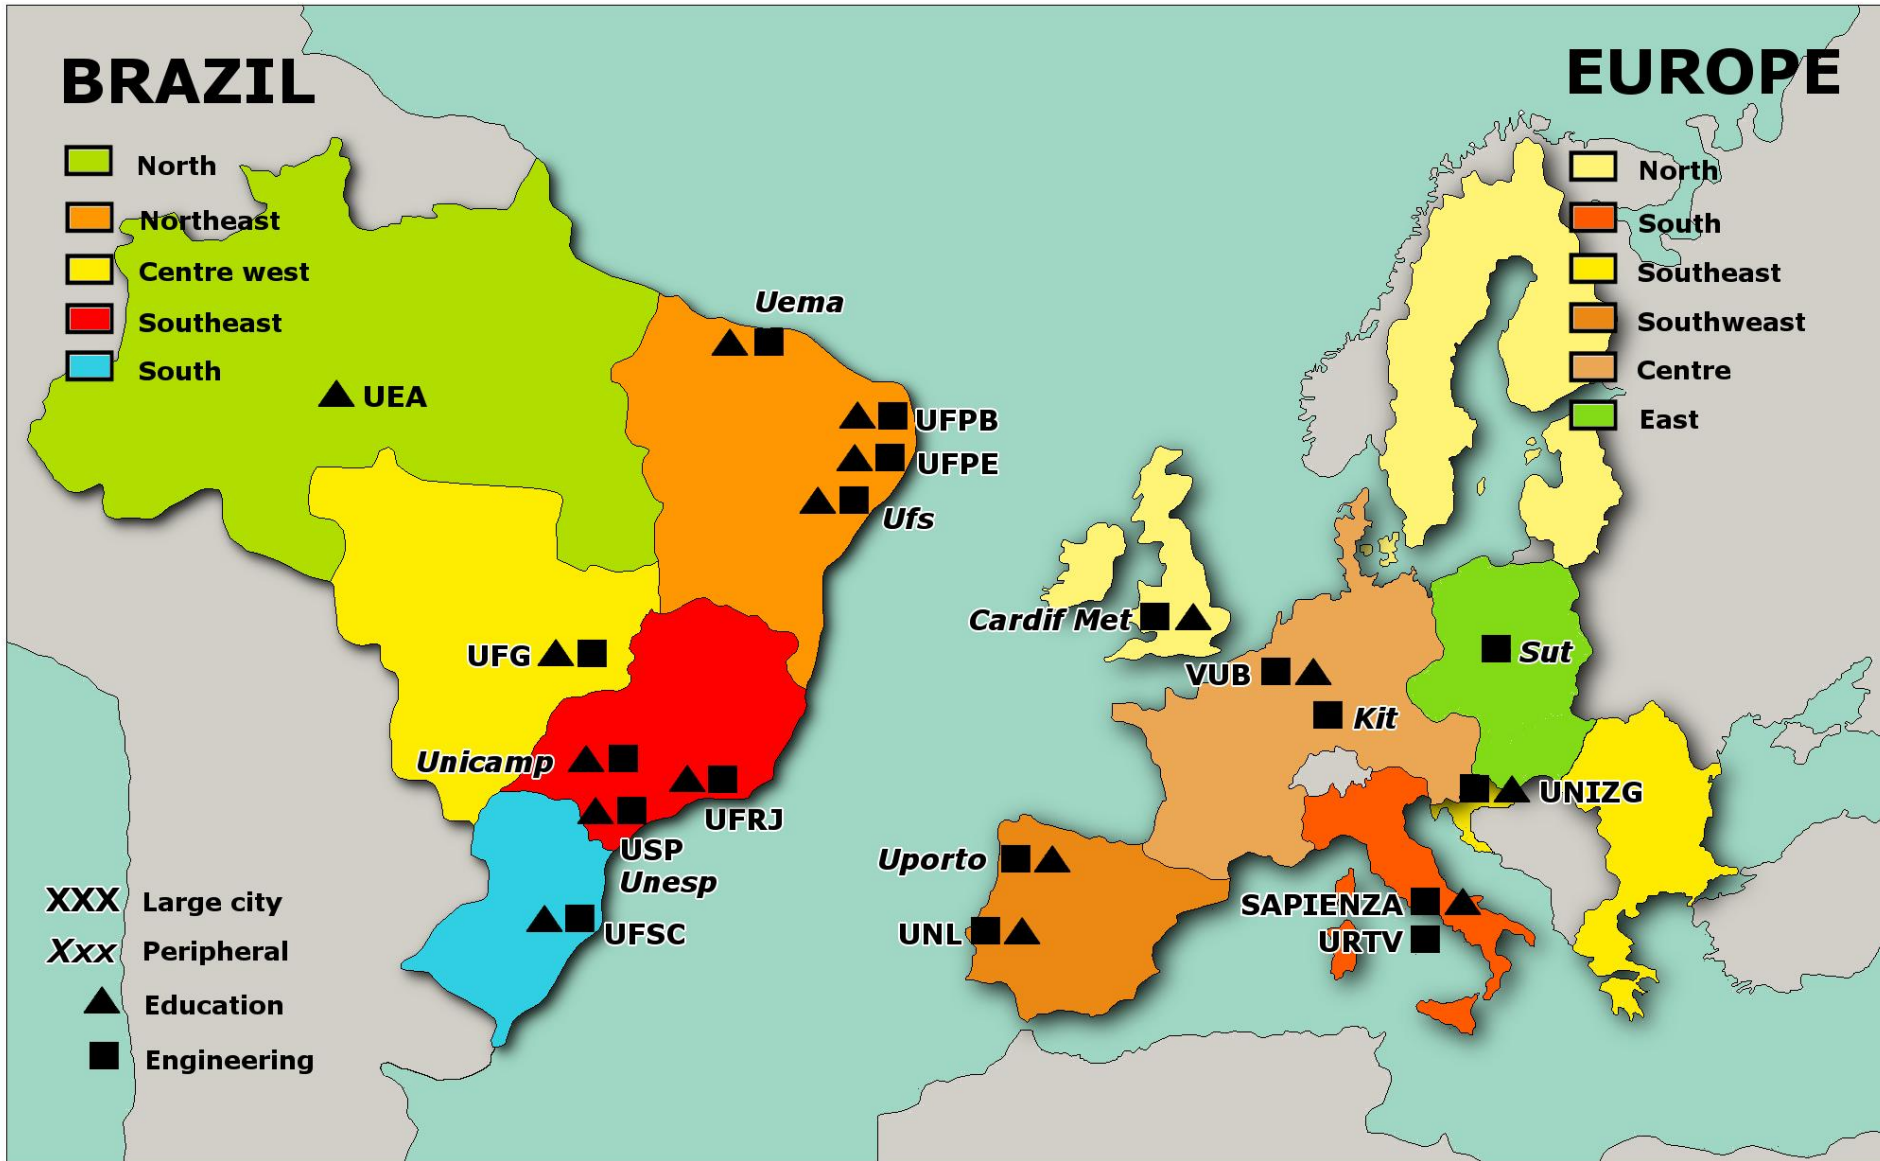 BRAZIL
North
Northeast
Centre west
Southeast
South
EUROPE
North
South
Southeast
Southweast
Centre
East
Uema
UEA
UFPB
UFPE
Ufs
UFG
Unicamp
UFRJ
USP
Unesp
UFSC
Cardif Met
VUB
Kit
Sut
UNIZG
Uporto
UNL
SAPIENZA
URTV
XXX Large city
Xxx Peripheral
Education
Engineering